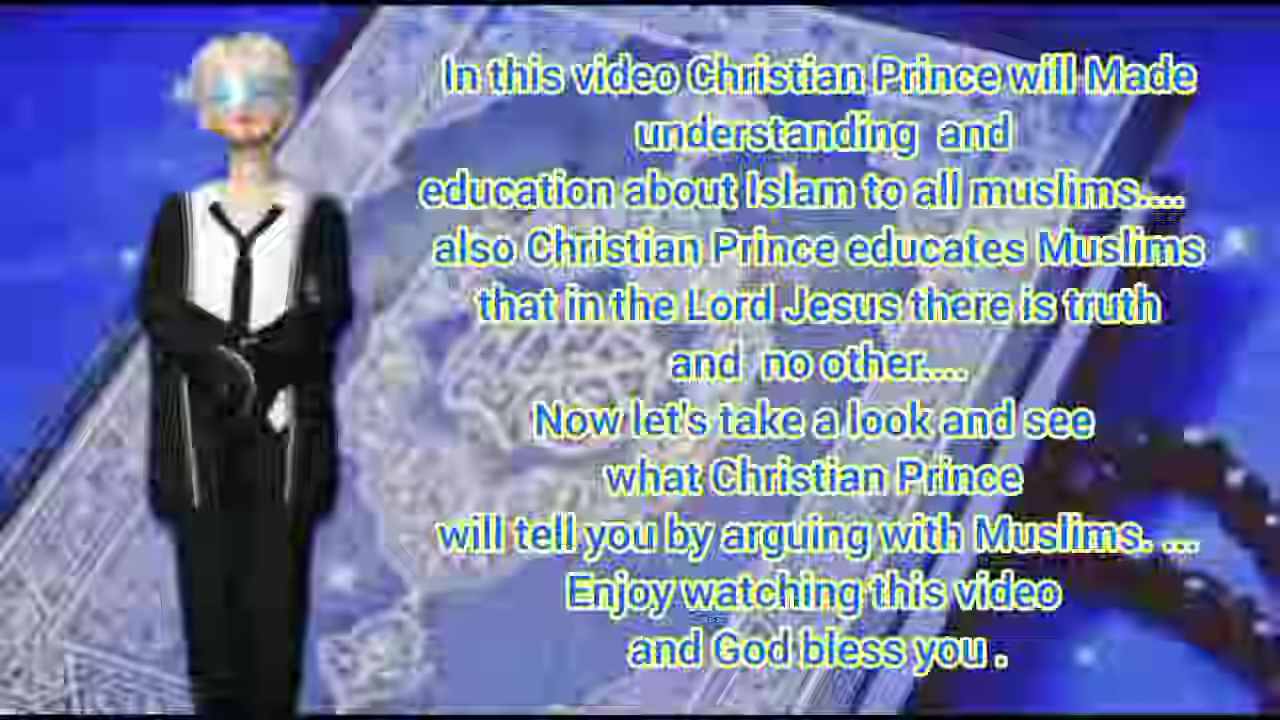 In this video Christian Prince will Made
understanding and
education about Islam to all muslims....
also Christian Prince educates Muslims
that in the Lord Jesus there is truth
and no other....
Now let's take a look and see
what Christian Prince
will tell you by arguing with Muslims. ...
Enjoy watching this video
and God bless you .